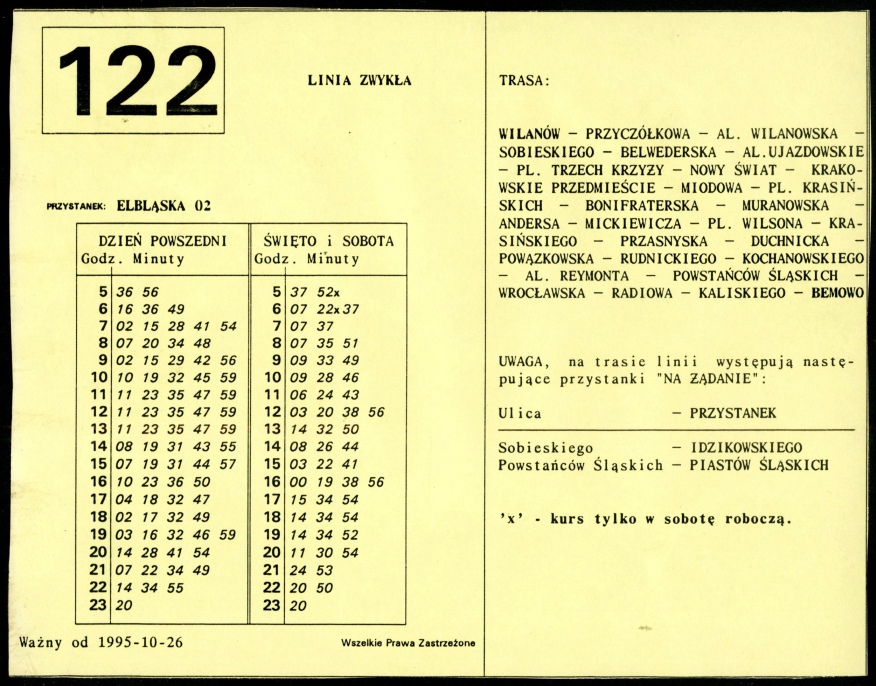 122
LINIA ZWYKŁA
PRZYSTANEK: ELBLĄSKA 02
DZIEŃ POWSZEDNI ŚWIĘTO i SOBOTA
Godz. Minuty Godz. Minuty
5 36 56 5 37 52x
6 16 36 49 6 07 22x37
7 02 15 28 41 54 7 07 37
8 07 20 34 48 8 07 35 51
9 02 15 29 42 56 9 09 33 49
10 10 19 32 45 59 10 09 28 46
11 11 23 35 47 59 11 06 24 43
12 11 23 35 47 59 12 03 20 38 56
13 11 23 35 47 59 13 14 32 50
14 08 19 31 43 55 14 08 26 44
15 07 19 31 44 57 15 03 22 41
16 10 23 36 50 16 00 19 38 56
17 04 18 32 47 17 15 34 54
18 02 17 32 49 18 14 34 54
19 03 16 32 46 59 19 14 34 52
20 14 28 41 54 20 11 30 54
21 07 22 34 49 21 24 53
22 14 34 55 22 20 50
23 20 23 20
Ważny od 1995-10-26 Wszelkie Prawa Zastrzeżone
TRASA:
WILANÓW – PRZYCZÓŁKOWA – AL. WILANOWSKA –
SOBIESKIEGO – BELWEDERSKA – AL.UJAZDOWSKIE
– PL. TRZECH KRZYZY – NOWY ŚWIAT – KRAKO-
WSKIE PRZEDMIEŚCIE – MIODOWA – PL. KRASIŃ-
SKICH – BONIFRATERSKA – MURANOWSKA –
ANDERSA – MICKIEWICZA – PL. WILSONA – KRA-
SIŃSKIEGO – PRZASNYSKA – DUCHNICKA –
POWĄZKOWSKA – RUDNICKIEGO – KOCHANOWSKIEGO
– AL. REYMONTA – POWSTAŃCÓW ŚLĄSKICH –
WROCŁAWSKA – RADIOWA – KALISKIEGO – BEMOWO
UWAGA, na trasie linii występują nastę-
pujące przystanki "NA ŻĄDANIE":
Ulica – PRZYSTANEK
Sobieskiego – IDZIKOWSKIEGO
Powstańców Śląskich – PIASTÓW ŚLĄSKICH
'x' - kurs tylko w sobotę roboczą.